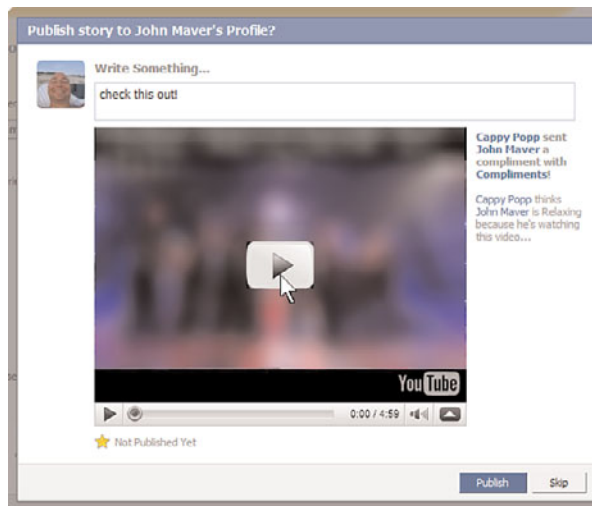 Publish story to John Maver's Profile?
Write Something...
check this out!
Cappy Popp sent
John Maver a
compliment with
Compliments!
Cappy Popp thinks
John Maver is Relaxing
because he's watching
this video...
YouTube
0:00 / 4:59
Not Published Yet
Publish
Skip